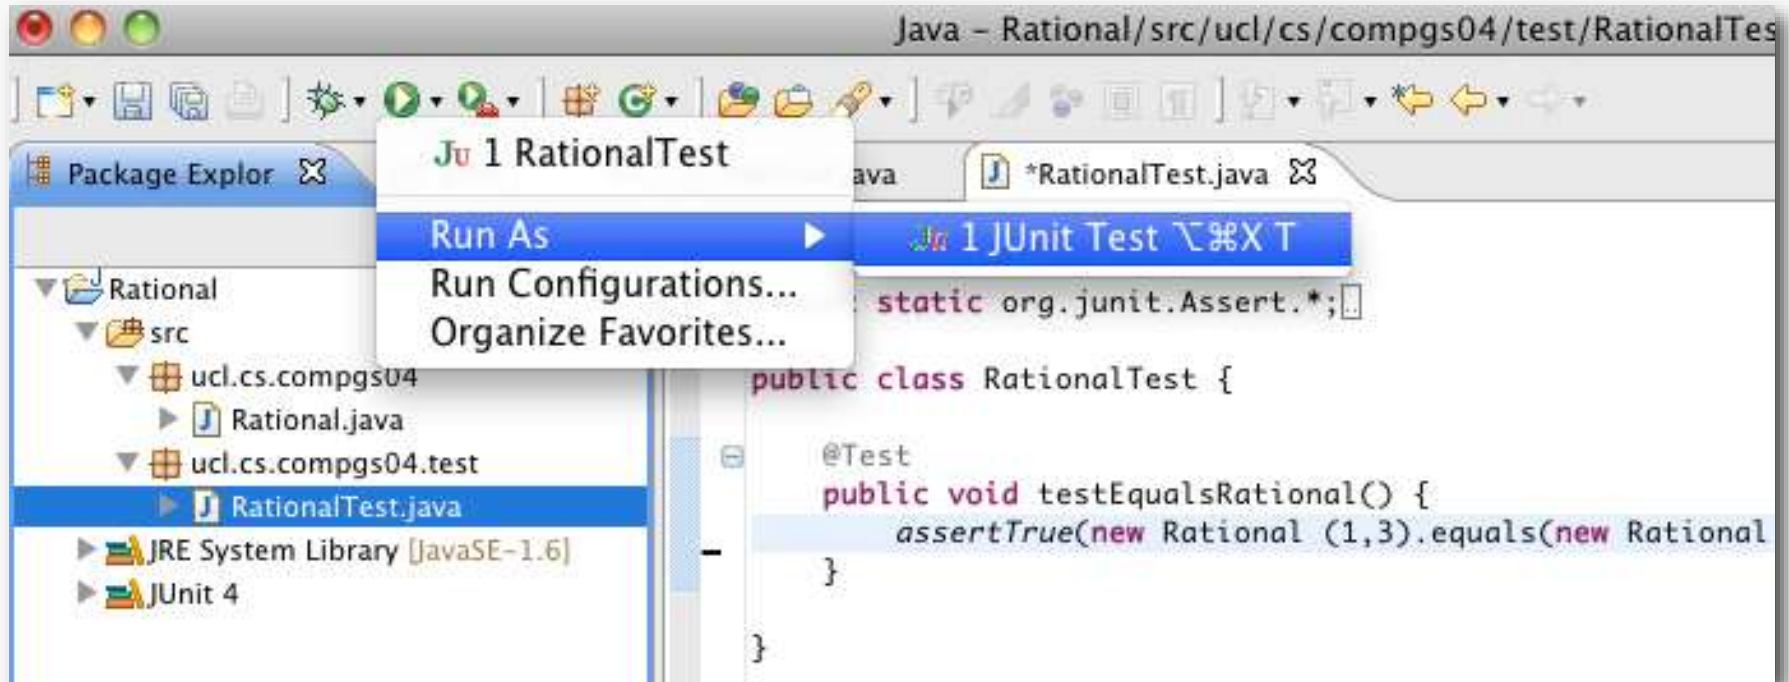 Java – Rational/src/ucl/cs/compgs04/test/RationalTes
Ju 1 RationalTest
Run As
Run Configurations...
Organize Favorites...
Ju 1 JUnit Test ⌥⌘X T
Package Explor
ava
*RationalTest.java
Rational
src
ucl.cs.compgs04
Rational.java
ucl.cs.compgs04.test
RationalTest.java
JRE System Library [JavaSE-1.6]
JUnit 4
static org.junit.Assert.*;
public class RationalTest {
@Test
public void testEqualsRational() {
assertTrue(new Rational (1,3).equals(new Rational
}
}